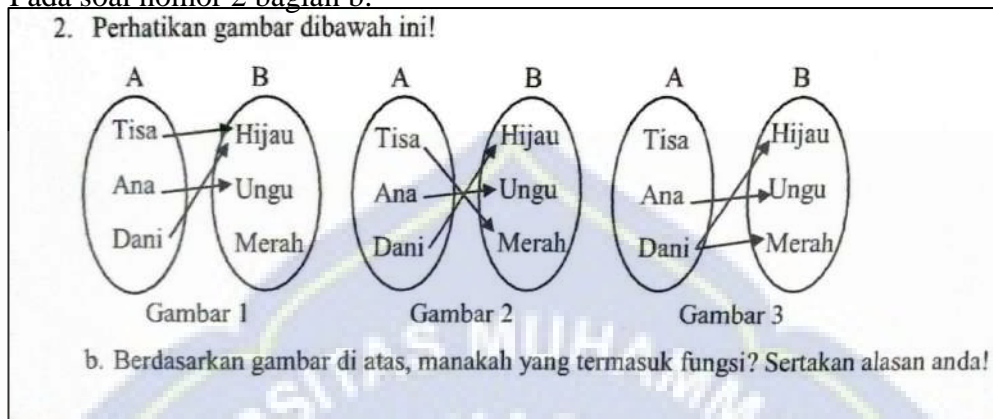 Pada soal nomor 2 bagian b:
2. Perhatikan gambar dibawah ini!
A B A B A B
Tisa Hijau Tisa Hijau Tisa Hijau
Ana Ungu Ana Ungu Ana Ungu
Dani Merah Dani Merah Dani Merah
Gambar 1 Gambar 2 Gambar 3
b. Berdasarkan gambar di atas, manakah yang termasuk fungsi? Sertakan alasan anda!